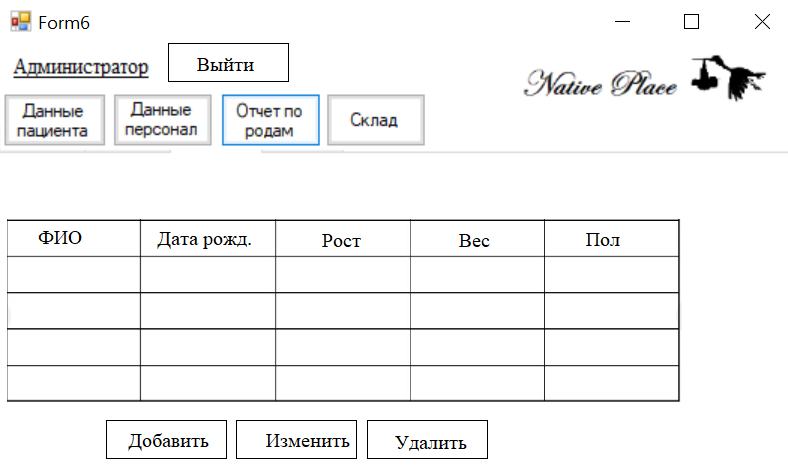 Form6
Администратор Выйти
Native Place
Данные
пациента
Данные
персонал
Отчет по
родам
Склад
ФИО Дата рожд. Рост Вес Пол
Добавить Изменить Удалить